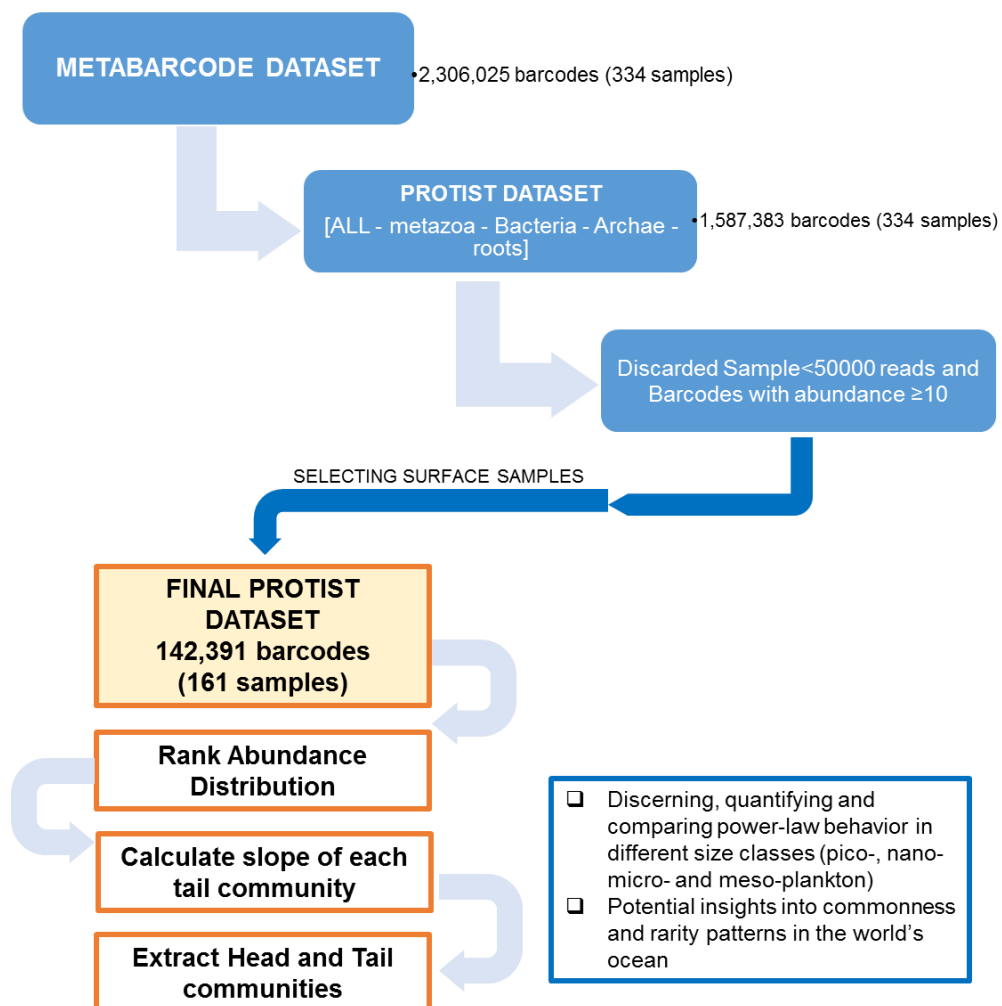 METABARCODE DATASET
•2,306,025 barcodes (334 samples)
PROTIST DATASET
[ALL - metazoa - Bacteria - Archae -
roots]
•1,587,383 barcodes (334 samples)
Discarded Sample<50000 reads and
Barcodes with abundance ≥10
SELECTING SURFACE SAMPLES
FINAL PROTIST
DATASET
142,391 barcodes
(161 samples)
Rank Abundance
Distribution
Calculate slope of each
tail community
Extract Head and Tail
communities
❑ Discerning, quantifying and
comparing power-law behavior in
different size classes (pico-, nano-
micro- and meso-plankton)
❑ Potential insights into commonness
and rarity patterns in the world’s
ocean